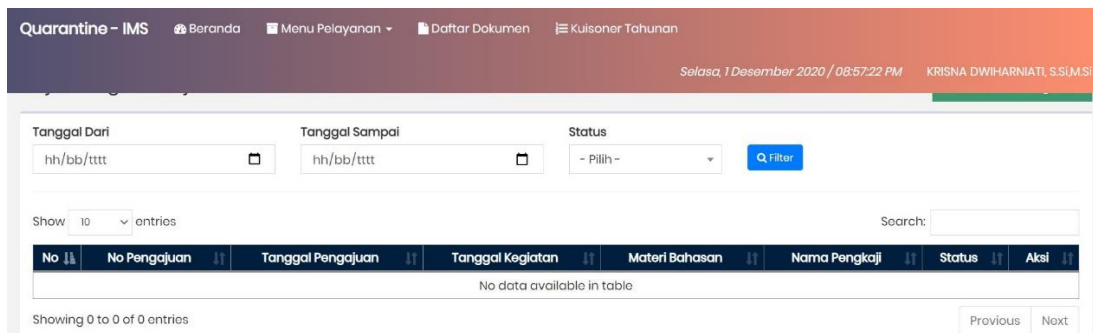 Quarantine - IMS Beranda Menu Pelayanan Daftar Dokumen Kuisoner Tahunan
Selasa, 1 Desember 2020 / 08:57:22 PM KRISNA DWIHARNIATI, S.Si,M.Si
Tanggal Dari Tanggal Sampai Status
hh/bb/tttt hh/bb/tttt - Pilih - Filter
Show 10 entries Search:
No No Pengajuan Tanggal Pengajuan Tanggal Kegiatan Materi Bahasan Nama Pengkaji Status Aksi
No data available in table
Showing 0 to 0 of 0 entries Previous Next